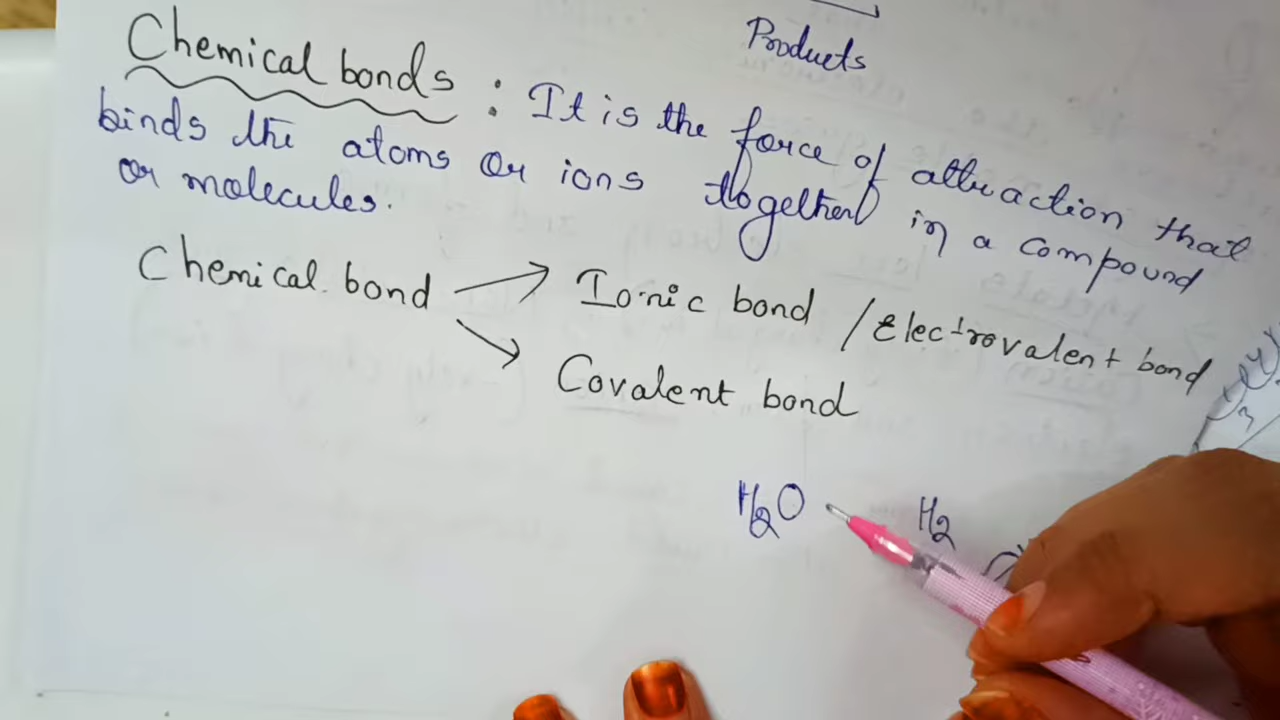 Products
Chemical bonds : It is the force of attraction that
binds the atoms or ions together in a compound
or molecules.
Chemical bond → Ionic bond / Electrovalent bond
→ Covalent bond
H2O H2